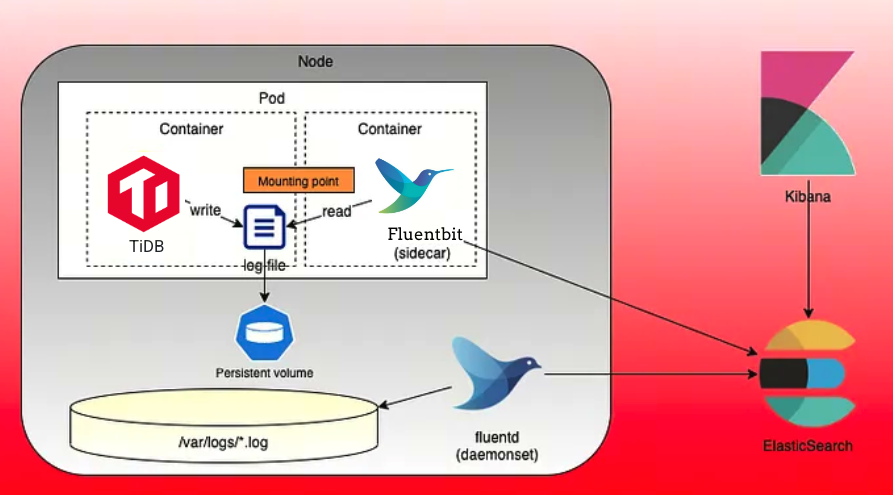 Node
Pod
Container
Container
Mounting point
write
read
TiDB
Fluentbit
(sidecar)
log file
Persistent volume
/var/logs/*.log
fluentd
(daemonset)
Kibana
ElasticSearch